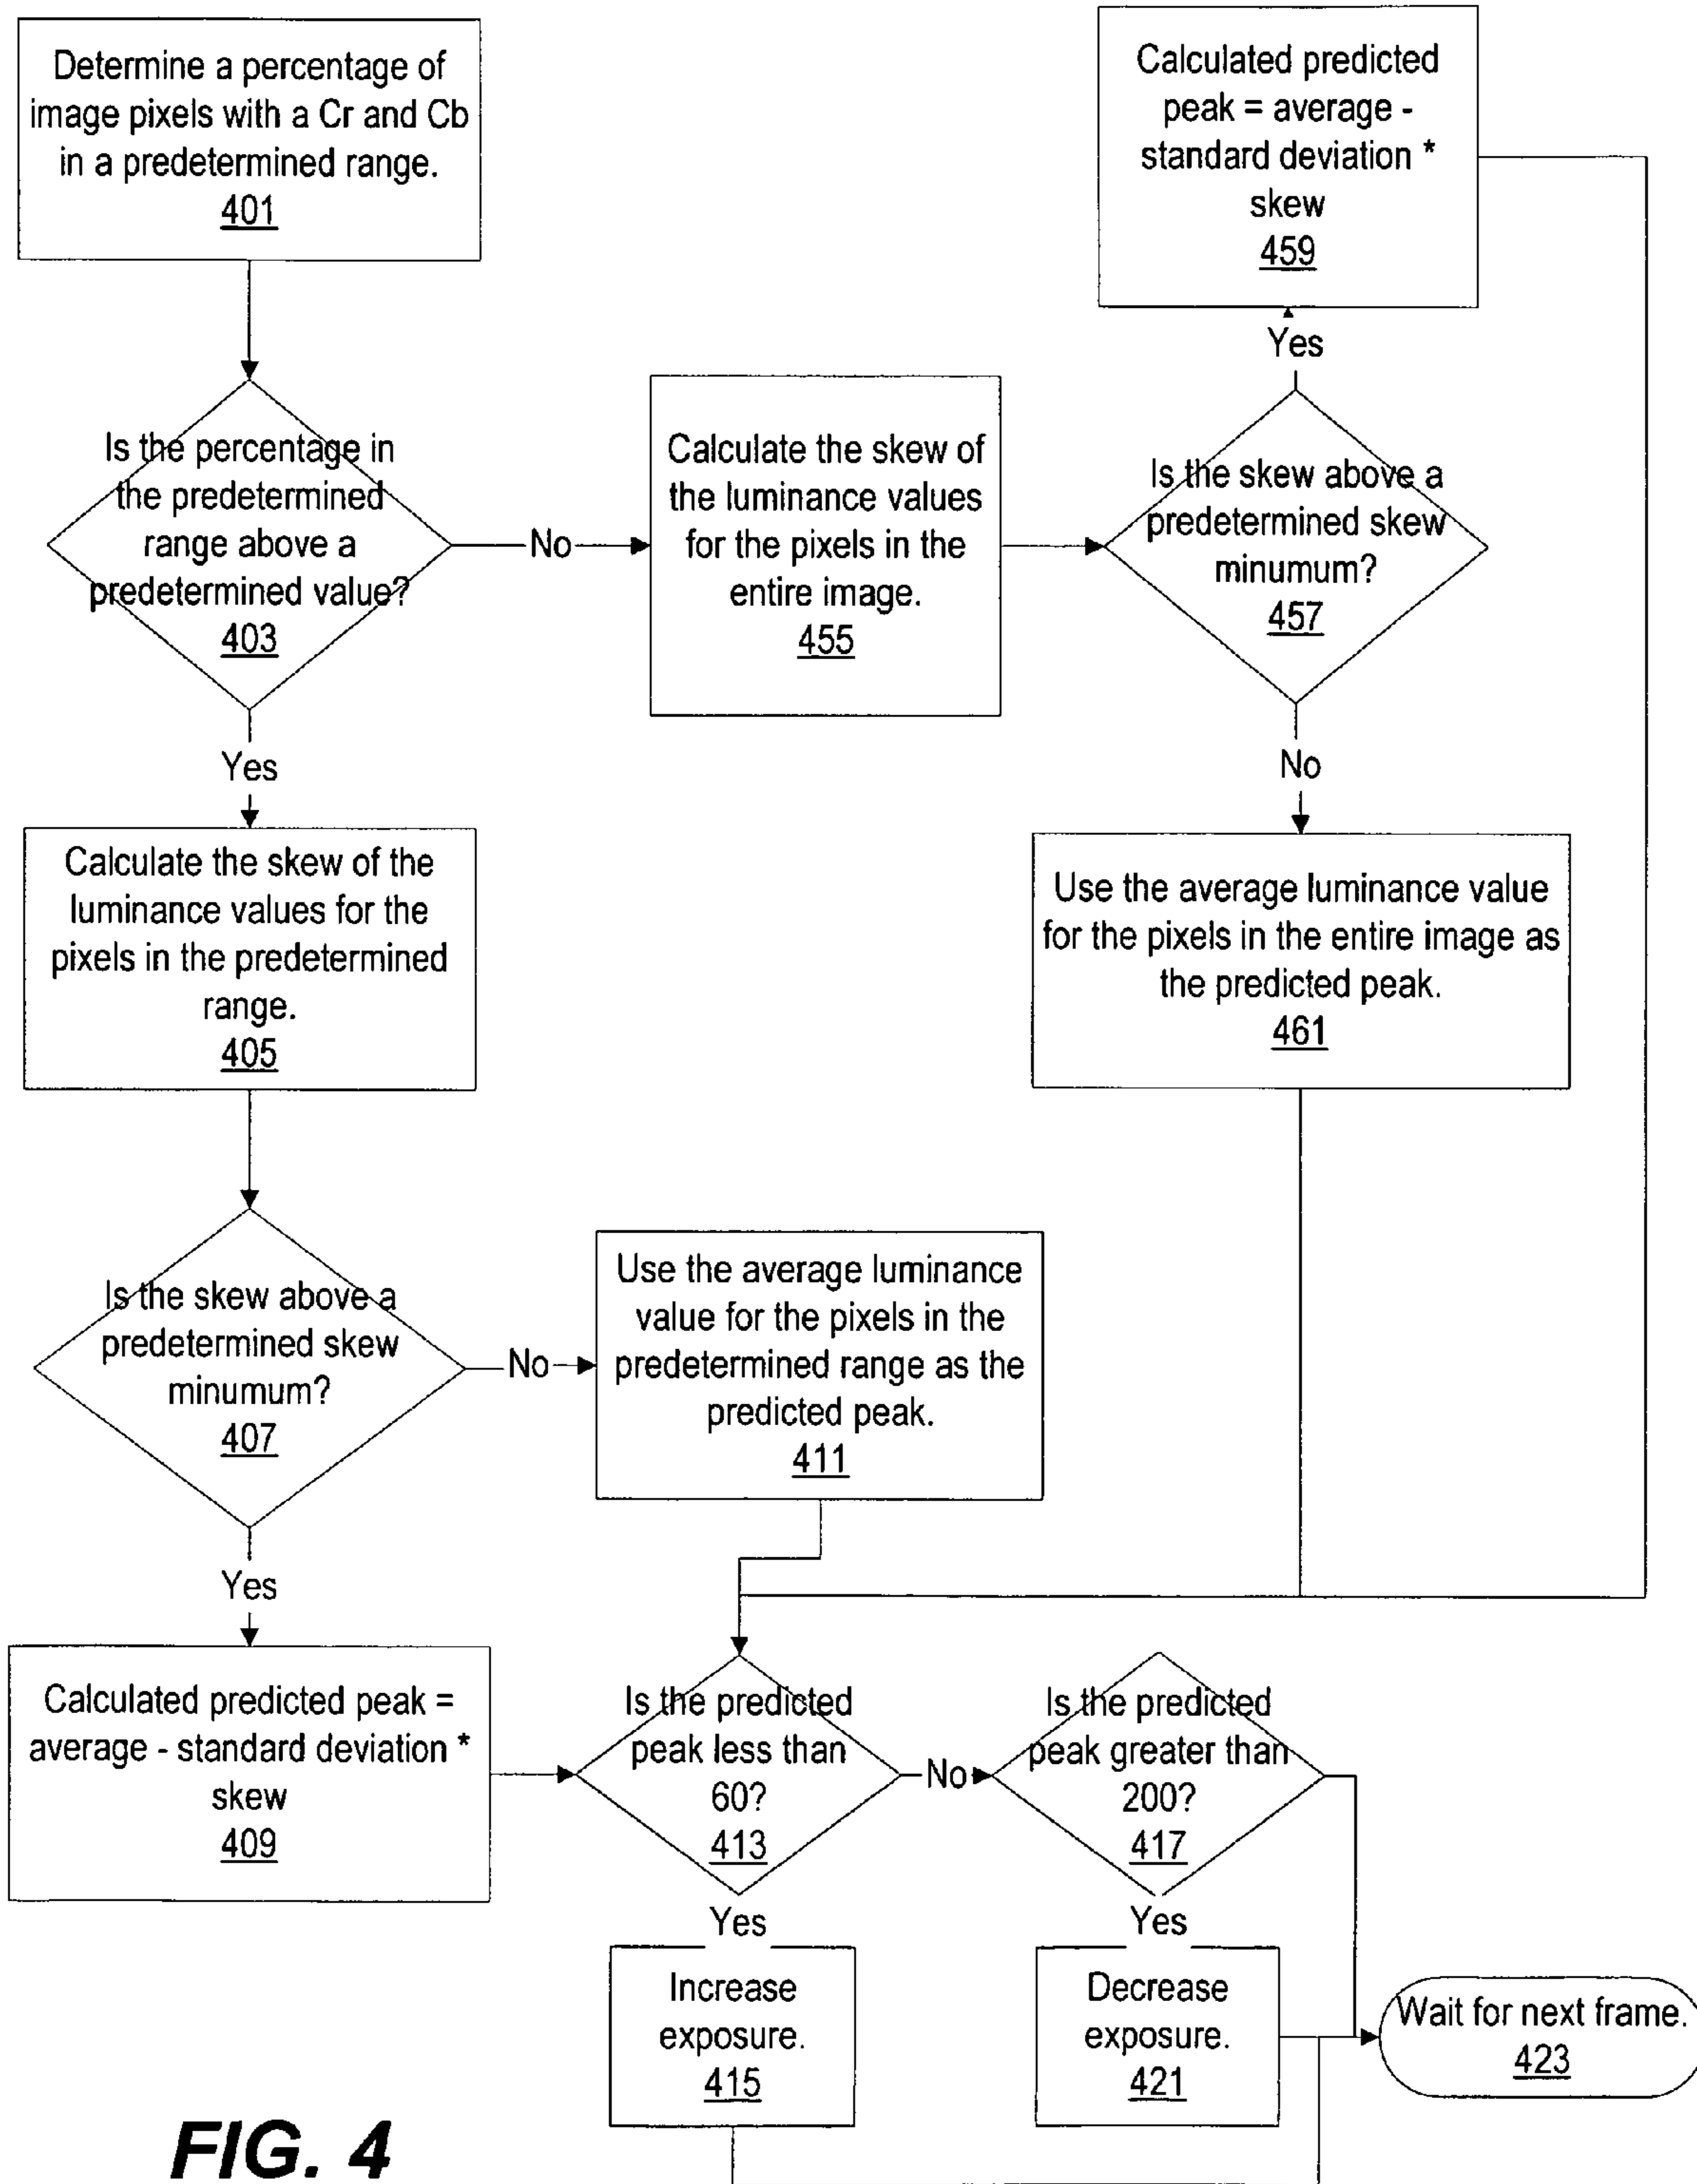 Determine a percentage of
image pixels with a Cr and Cb
in a predetermined range.
401
Calculated predicted
peak = average -
standard deviation *
skew
459
Yes
Is the percentage in
the predetermined
range above a
predetermined value?
403
No
Calculate the skew of
the luminance values
for the pixels in the
entire image.
455
Is the skew above a
predetermined skew
minumum?
457
Yes
No
Calculate the skew of the
luminance values for the
pixels in the predetermined
range.
405
Use the average luminance value
for the pixels in the entire image as
the predicted peak.
461
Is the skew above a
predetermined skew
minumum?
407
No
Use the average luminance
value for the pixels in the
predetermined range as the
predicted peak.
411
Yes
Calculated predicted peak =
average - standard deviation *
skew
409
Is the predicted
peak less than
60?
413
No
Is the predicted
peak greater than
200?
417
Yes
Yes
Increase
exposure.
415
Decrease
exposure.
421
Wait for next frame.
423
FIG. 4